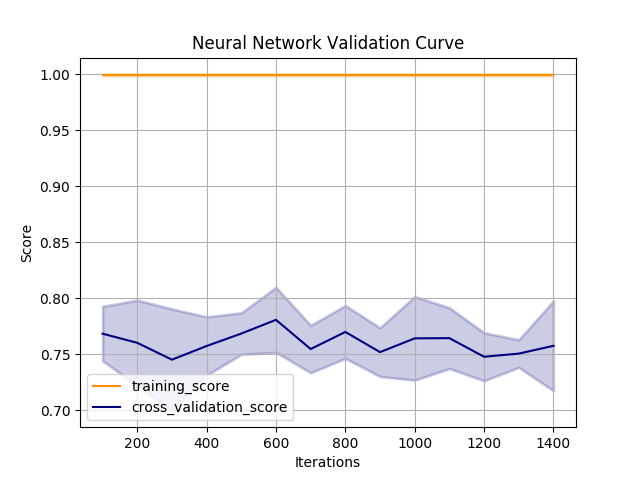 Neural Network Validation Curve
1.00
0.95
0.90
0.85
0.80
0.75
0.70
Score
training_score
cross_validation_score
200 400 600 800 1000 1200 1400
Iterations